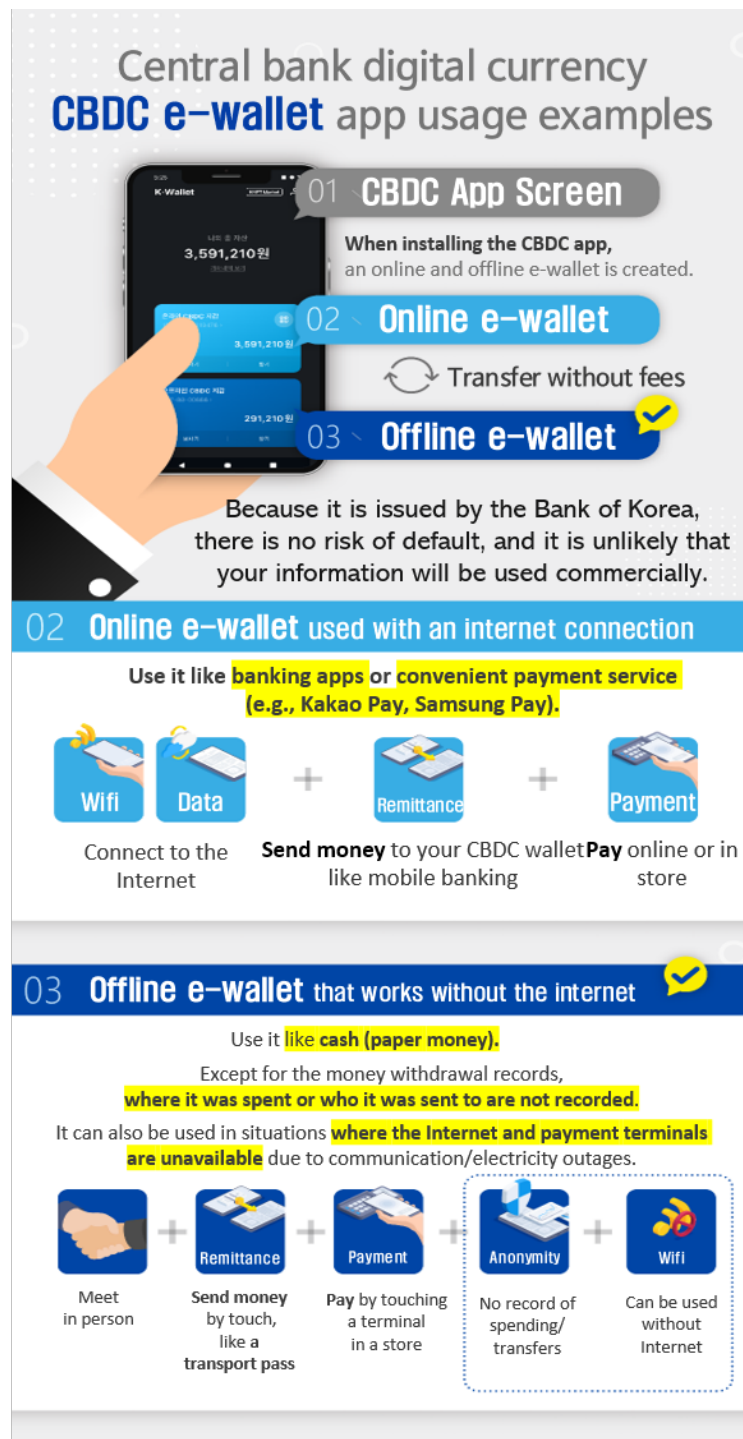 Central bank digital currency
CBDC e-wallet app usage examples
5:25
K-Wallet
나의 총 자산
3,591,210원
01 CBDC App Screen
When installing the CBDC app,
an online and offline e-wallet is created.
02 Online e-wallet
3,591,210원
Transfer without fees
CBDC 지갑
291,210원
03 Offline e-wallet
Because it is issued by the Bank of Korea,
there is no risk of default, and it is unlikely that
your information will be used commercially.
02 Online e-wallet used with an internet connection
Use it like banking apps or convenient payment service
(e.g., Kakao Pay, Samsung Pay).
Wifi
Data
Remittance
Payment
Connect to the
Internet
Send money to your CBDC wallet
like mobile banking
Pay online or in
store
03 Offline e-wallet that works without the internet
Use it like cash (paper money).
Except for the money withdrawal records,
where it was spent or who it was sent to are not recorded.
It can also be used in situations where the Internet and payment terminals
are unavailable due to communication/electricity outages.
Remittance
Payment
Anonymity
Wifi
Meet
in person
Send money
by touch,
like a
transport pass
Pay by touching
a terminal
in a store
No record of
spending/
transfers
Can be used
without
Internet